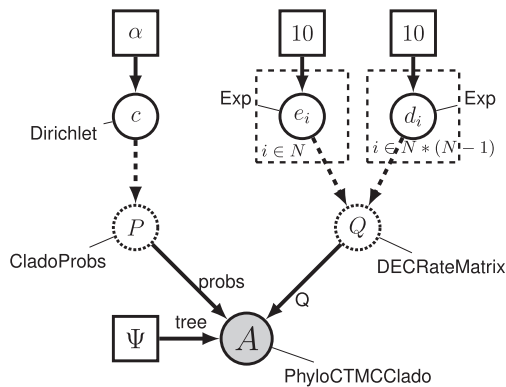 α
10
10
c
Dirichlet
Exp
e_i
i ∈ N
d_i
Exp
i ∈ N ∗ (N − 1)
P
CladoProbs
Q
DECRateMatrix
probs
Q
Ψ
tree
A
PhyloCTMCClado